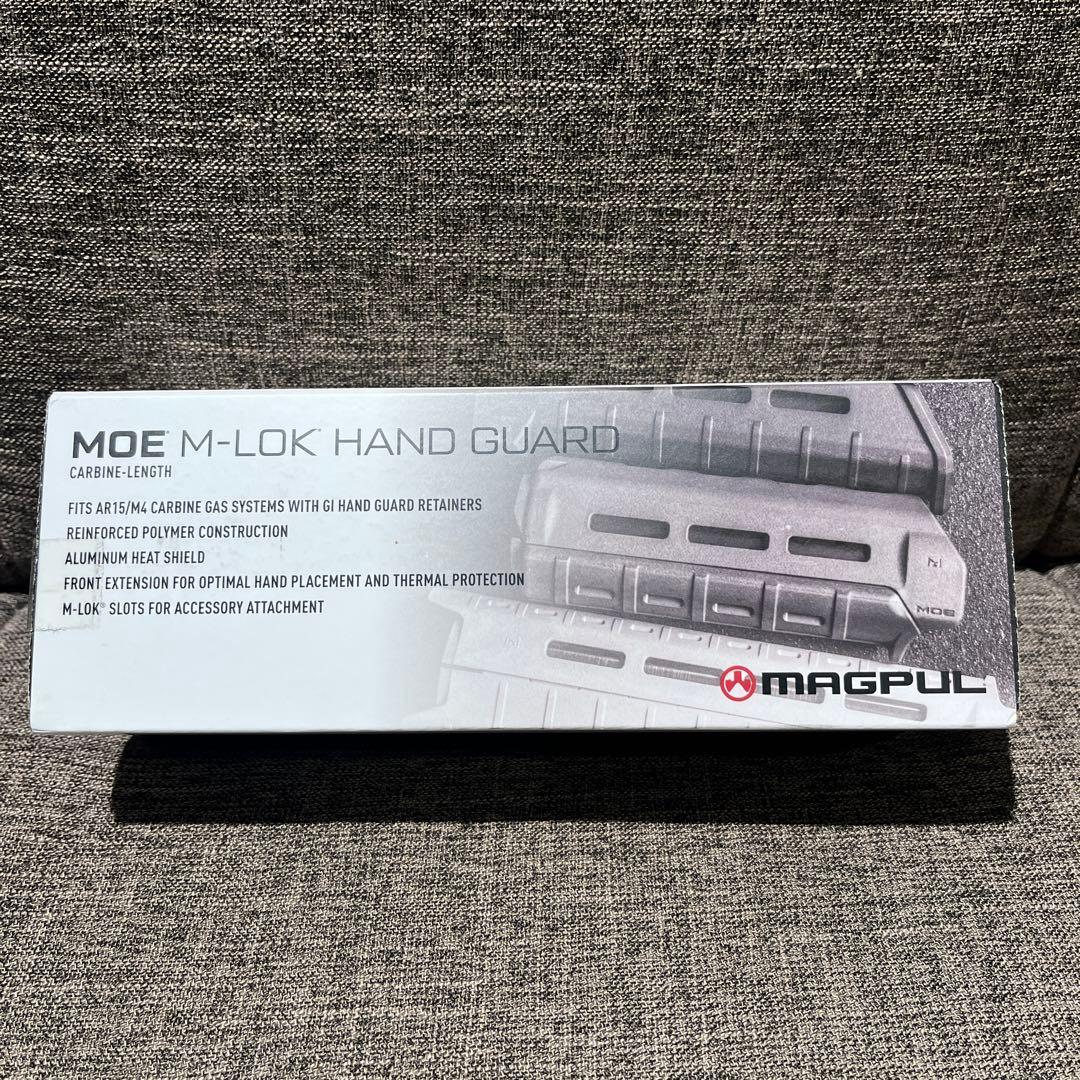 MOE® M-LOK® HAND GUARD
CARBINE-LENGTH
FITS AR15/M4 CARBINE GAS SYSTEMS WITH GI HAND GUARD RETAINERS
REINFORCED POLYMER CONSTRUCTION
ALUMINUM HEAT SHIELD
FRONT EXTENSION FOR OPTIMAL HAND PLACEMENT AND THERMAL PROTECTION
M-LOK® SLOTS FOR ACCESSORY ATTACHMENT
MOE
MAGPUL